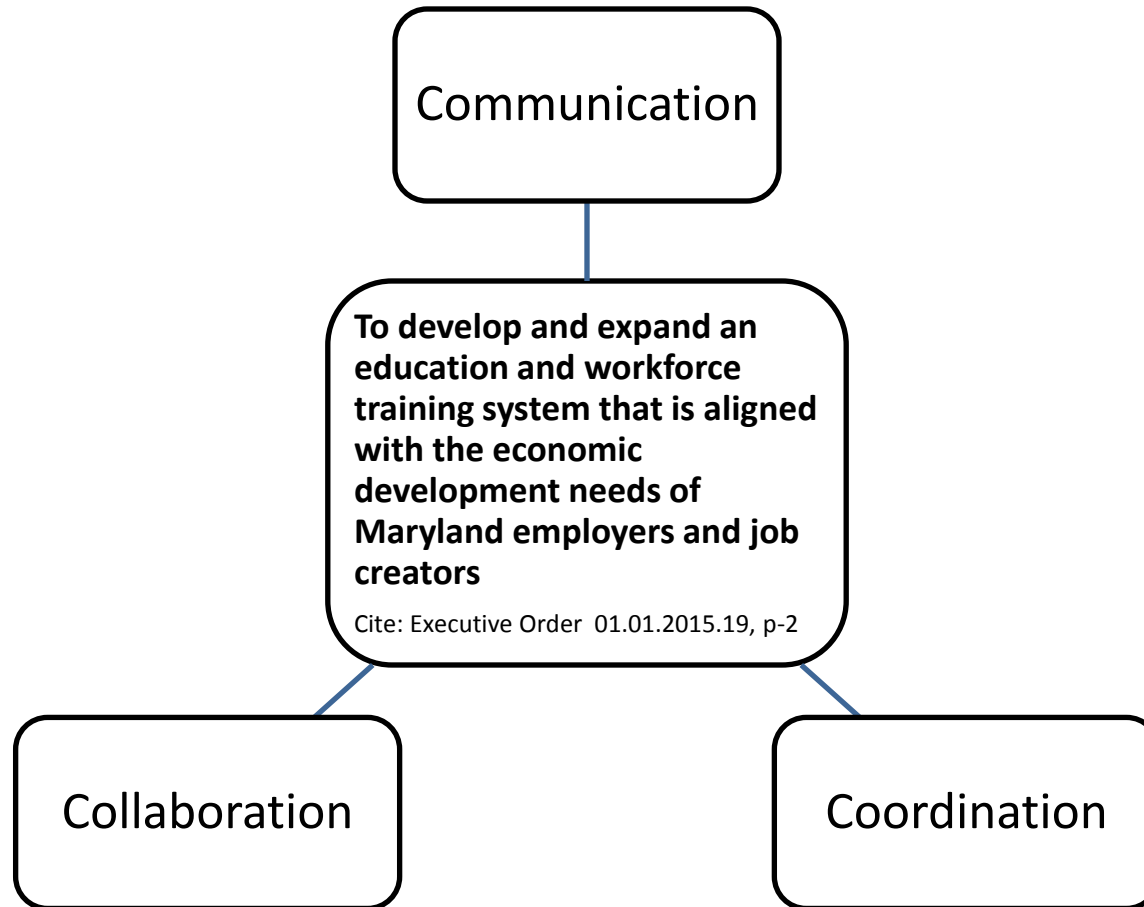 Communication
To develop and expand an
education and workforce
training system that is aligned
with the economic
development needs of
Maryland employers and job
creators
Cite: Executive Order  01.01.2015.19, p-2
Collaboration
Coordination